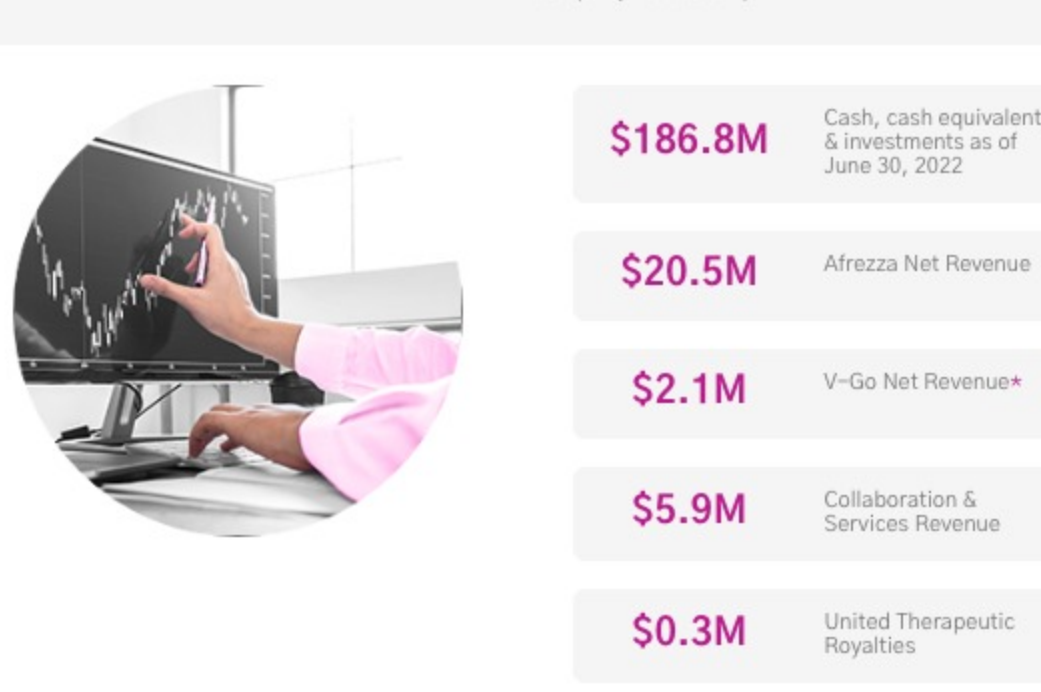 $186.8M
Cash, cash equivalent
& investments as of
June 30, 2022
$20.5M
Afrezza Net Revenue
$2.1M
V-Go Net Revenue*
$5.9M
Collaboration &
Services Revenue
$0.3M
United Therapeutic
Royalties